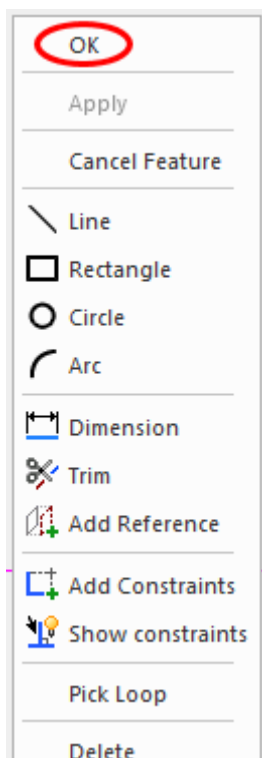 OK
Apply
Cancel Feature
Line
Rectangle
Circle
Arc
Dimension
Trim
Add Reference
Add Constraints
Show constraints
Pick Loop
Delete